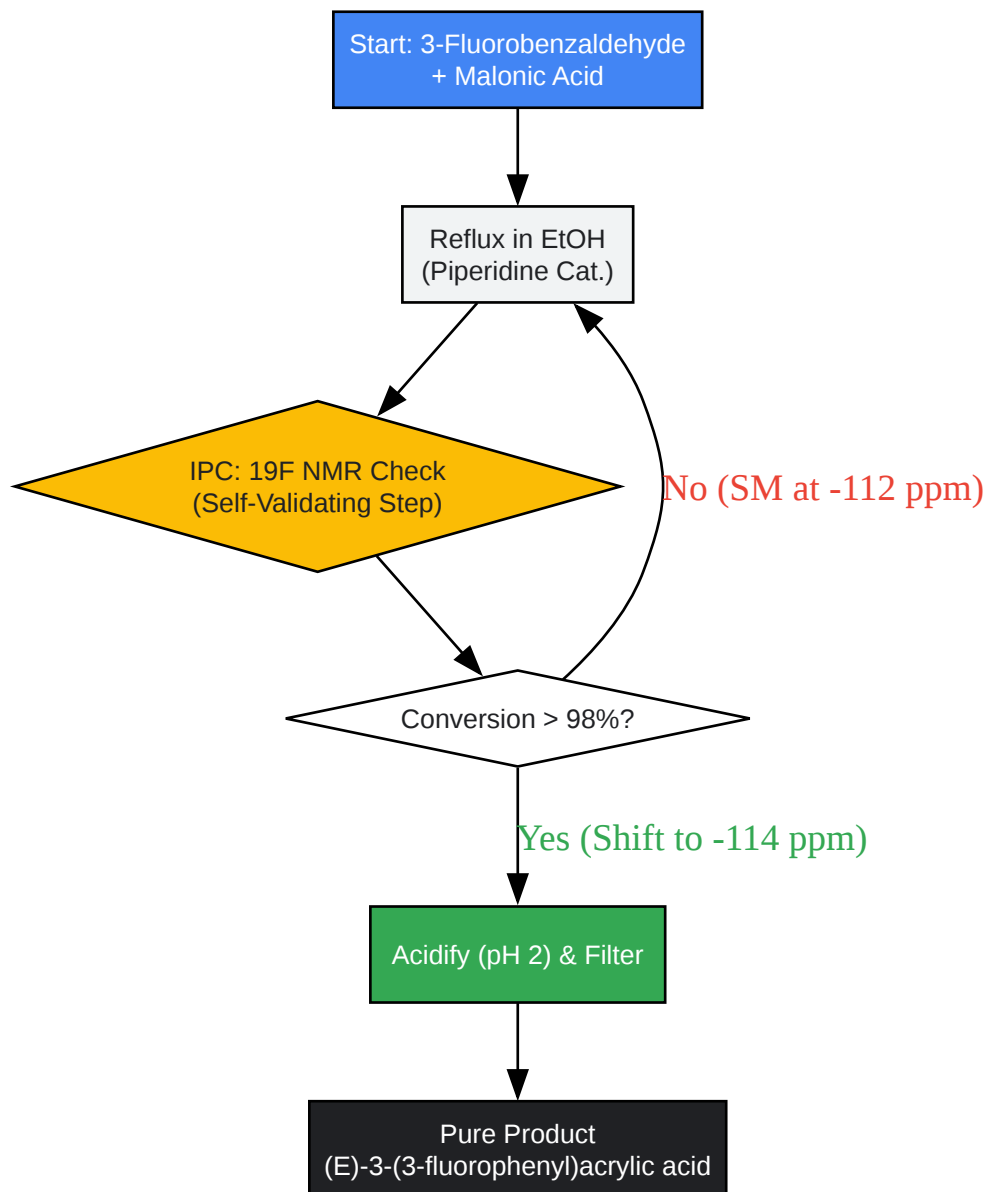 Start: 3-Fluorobenzaldehyde
+ Malonic Acid
Reflux in EtOH
(Piperidine Cat.)
IPC: 19F NMR Check
(Self-Validating Step)
No (SM at -112 ppm)
Conversion > 98%?
Yes (Shift to -114 ppm)
Acidify (pH 2) & Filter
Pure Product
(E)-3-(3-fluorophenyl)acrylic acid